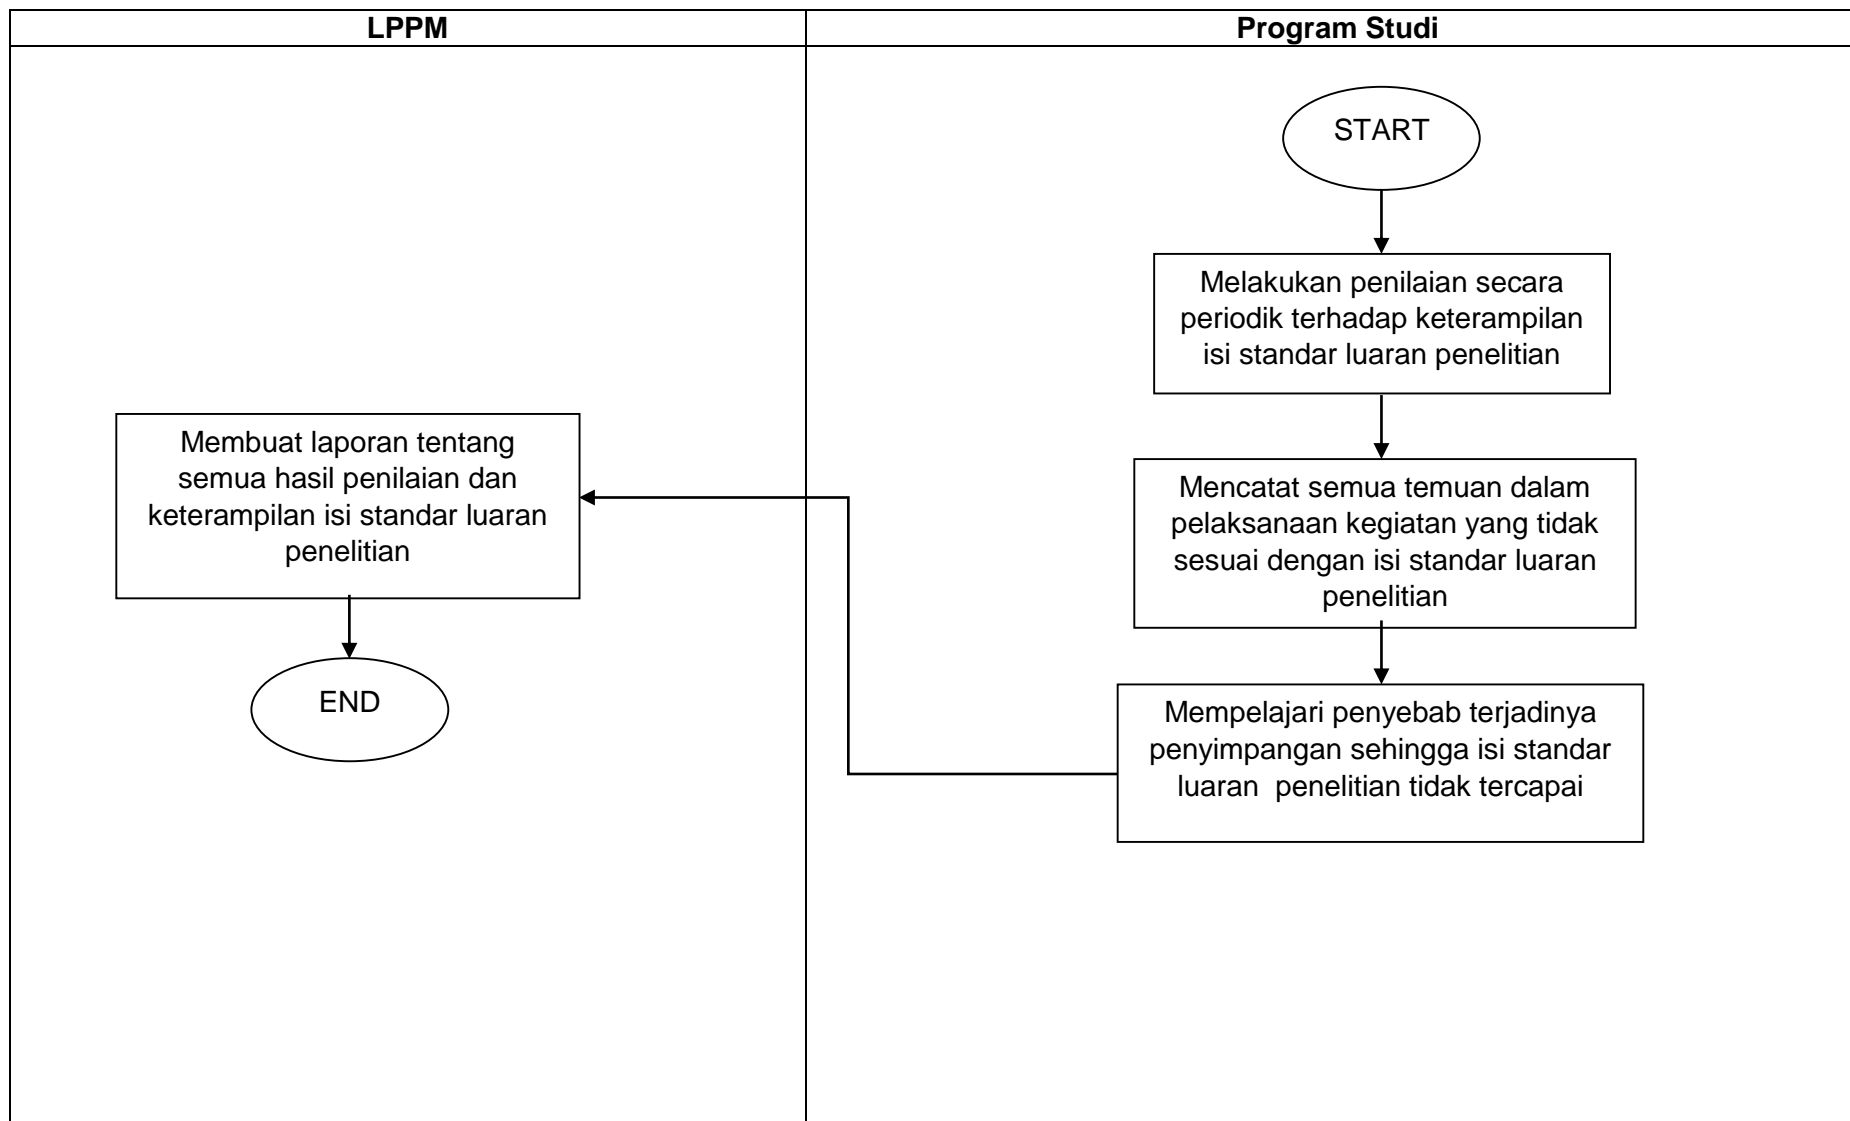 LPPM
Program Studi
START
Melakukan penilaian secara
periodik terhadap keterampilan
isi standar luaran penelitian
Mencatat semua temuan dalam
pelaksanaan kegiatan yang tidak
sesuai dengan isi standar luaran
penelitian
Mempelajari penyebab terjadinya
penyimpangan sehingga isi standar
luaran  penelitian tidak tercapai
Membuat laporan tentang
semua hasil penilaian dan
keterampilan isi standar luaran
penelitian
END